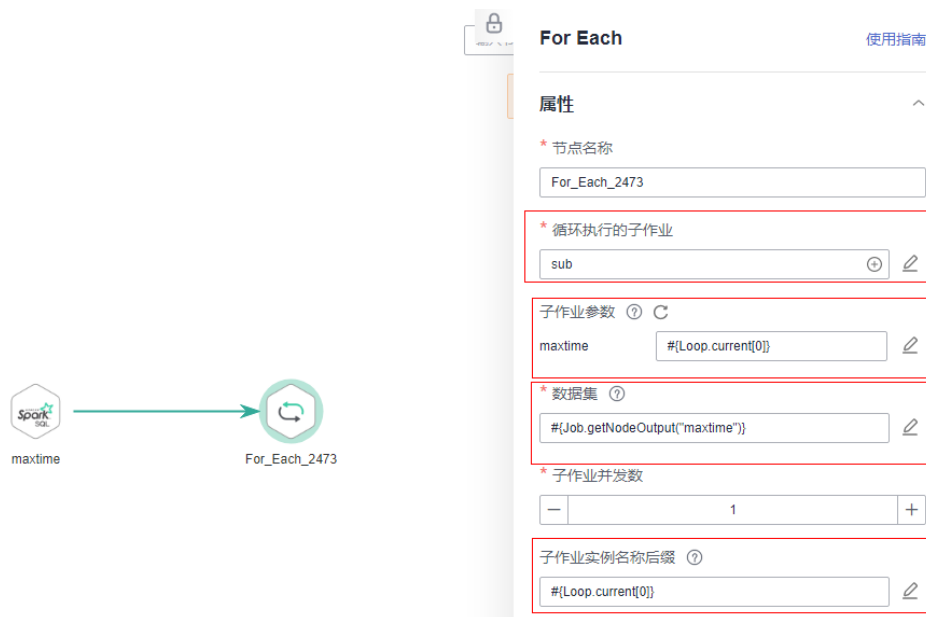 For Each
使用指南
属性
* 节点名称
For_Each_2473
* 循环执行的子作业
sub
子作业参数
maxtime
#{Loop.current[0]}
* 数据集
#{Job.getNodeOutput("maxtime")}
* 子作业并发数
1
子作业实例名称后缀
#{Loop.current[0]}
Spark
SQL
maxtime
For_Each_2473